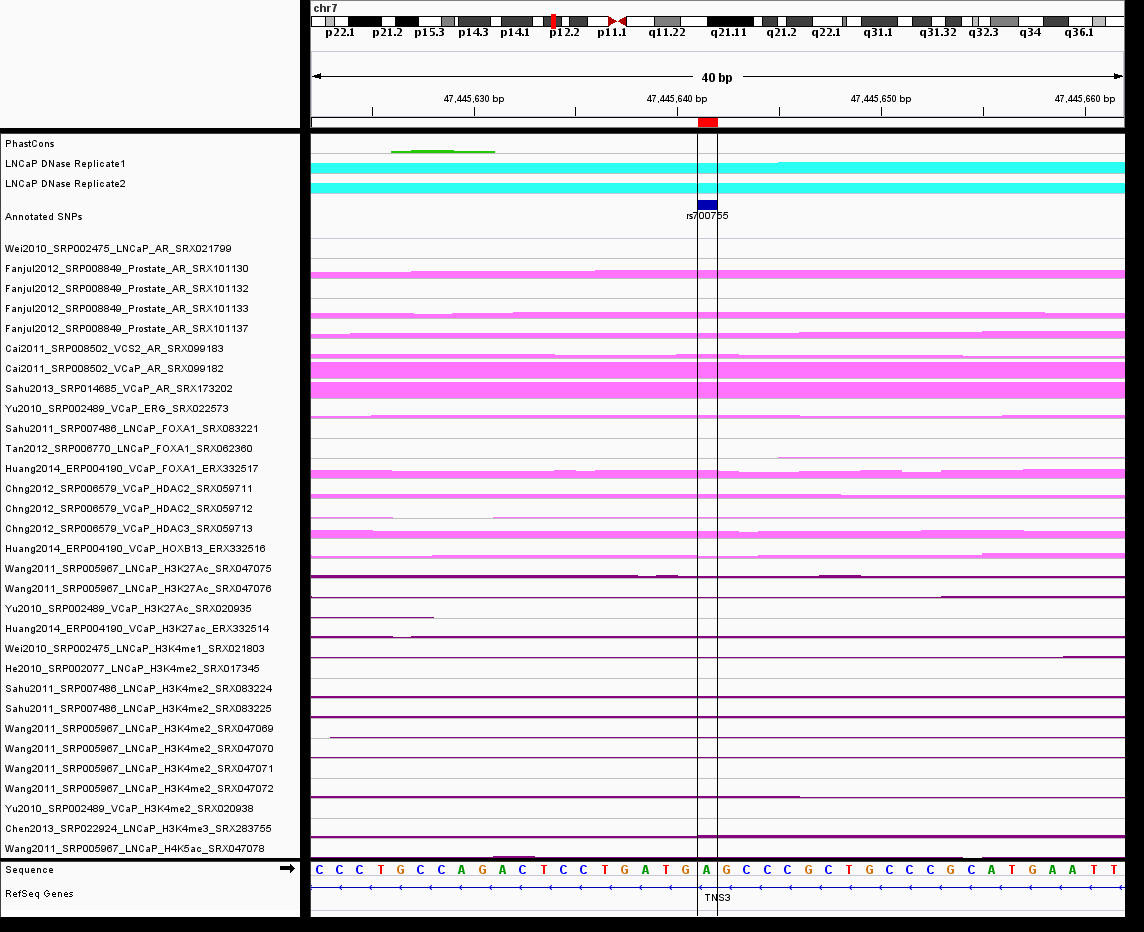 chr7
p22.1 p21.2 p15.3 p14.3 p14.1 p12.2 p11.1 q11.22 q21.11 q21.2 q22.1 q31.1 q31.32 q32.3 q34 q36.1
40 bp
47,445,630 bp 47,445,640 bp 47,445,650 bp 47,445,660 bp
PhastCons
LNCaP DNase Replicate1
LNCaP DNase Replicate2
Annotated SNPs
rs700755
Wei2010_SRP002475_LNCaP_AR_SRX021799
Fanjul2012_SRP008849_Prostate_AR_SRX101130
Fanjul2012_SRP008849_Prostate_AR_SRX101132
Fanjul2012_SRP008849_Prostate_AR_SRX101133
Fanjul2012_SRP008849_Prostate_AR_SRX101137
Cai2011_SRP008502_VCS2_AR_SRX099183
Cai2011_SRP008502_VCaP_AR_SRX099182
Sahu2013_SRP014685_VCaP_AR_SRX173202
Yu2010_SRP002489_VCaP_ERG_SRX022573
Sahu2011_SRP007486_LNCaP_FOXA1_SRX083221
Tan2012_SRP006770_LNCaP_FOXA1_SRX062360
Huang2014_ERP004190_VCaP_FOXA1_ERX332517
Chng2012_SRP006579_VCaP_HDAC2_SRX059711
Chng2012_SRP006579_VCaP_HDAC2_SRX059712
Chng2012_SRP006579_VCaP_HDAC3_SRX059713
Huang2014_ERP004190_VCaP_HOXB13_ERX332516
Wang2011_SRP005967_LNCaP_H3K27Ac_SRX047075
Wang2011_SRP005967_LNCaP_H3K27Ac_SRX047076
Yu2010_SRP002489_VCaP_H3K27Ac_SRX020935
Huang2014_ERP004190_VCaP_H3K27ac_ERX332514
Wei2010_SRP002475_LNCaP_H3K4me1_SRX021803
He2010_SRP002077_LNCaP_H3K4me2_SRX017345
Sahu2011_SRP007486_LNCaP_H3K4me2_SRX083224
Sahu2011_SRP007486_LNCaP_H3K4me2_SRX083225
Wang2011_SRP005967_LNCaP_H3K4me2_SRX047069
Wang2011_SRP005967_LNCaP_H3K4me2_SRX047070
Wang2011_SRP005967_LNCaP_H3K4me2_SRX047071
Wang2011_SRP005967_LNCaP_H3K4me2_SRX047072
Yu2010_SRP002489_VCaP_H3K4me2_SRX020938
Chen2013_SRP022924_LNCaP_H3K4me3_SRX283755
Wang2011_SRP005967_LNCaP_H4K5ac_SRX047078
Sequence C C C T G C C A G A C T C C T G A T G A G C C C G C T G C C C G C A T G A A T T
RefSeq Genes
TNS3